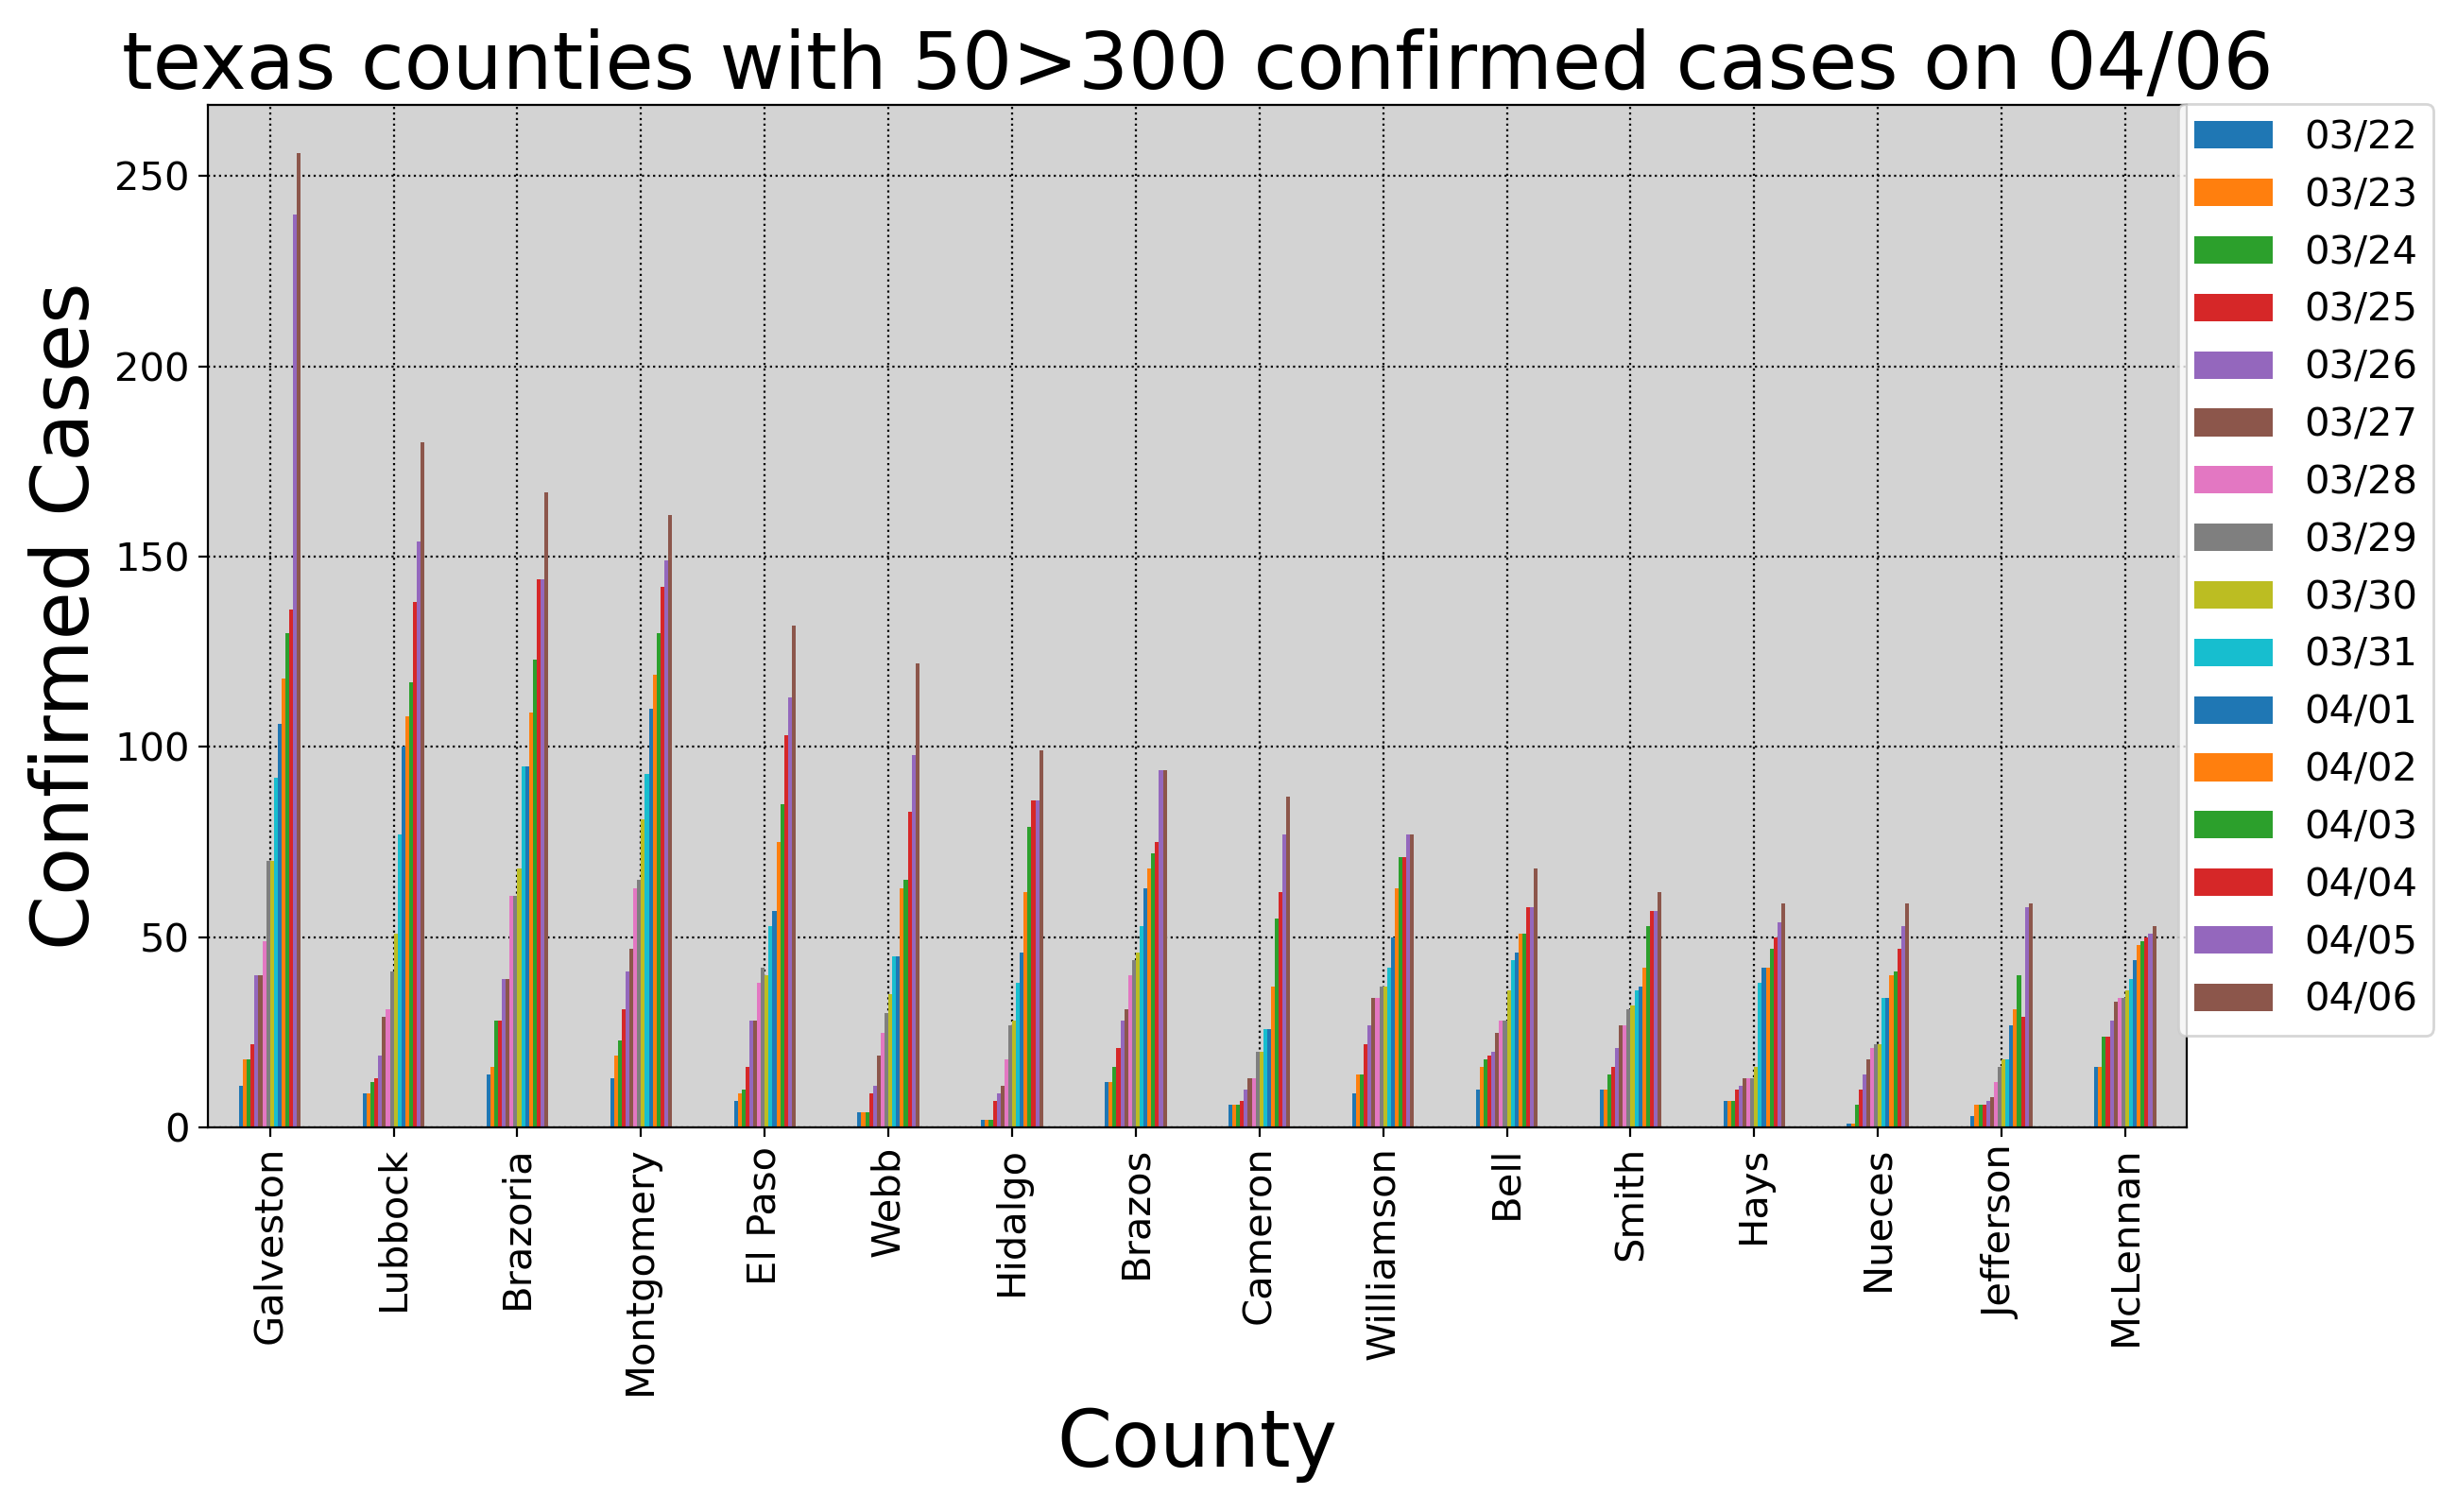 texas counties with 50>300 confirmed cases on 04/06
Confirmed Cases
250
200
150
100
50
0
03/22
03/23
03/24
03/25
03/26
03/27
03/28
03/29
03/30
03/31
04/01
04/02
04/03
04/04
04/05
04/06
Galveston
Lubbock
Brazoria
Montgomery
El Paso
Webb
Hidalgo
Brazos
Cameron
Williamson
Bell
Smith
Hays
Nueces
Jefferson
McLennan
County